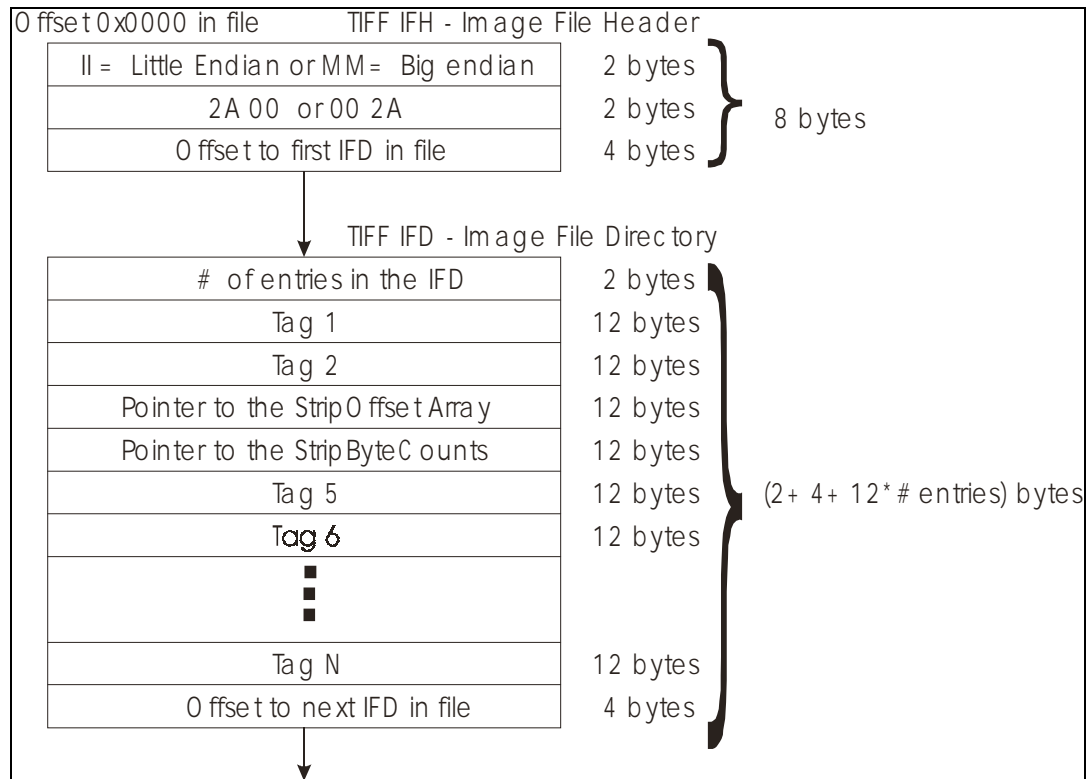 Offset 0x0000 in file TIFF IFH - Image File Header
II = Little Endian or MM = Big endian 2 bytes
2A 00 or 00 2A 2 bytes
8 bytes
Offset to first IFD in file 4 bytes
TIFF IFD - Image File Directory
# of entries in the IFD 2 bytes
Tag 1 12 bytes
Tag 2 12 bytes
Pointer to the StripOffset Array 12 bytes
Pointer to the StripByteCounts 12 bytes
Tag 5 12 bytes
(2+ 4+ 12*# entries) bytes
Tag 6 12 bytes
Tag N 12 bytes
Offset to next IFD in file 4 bytes